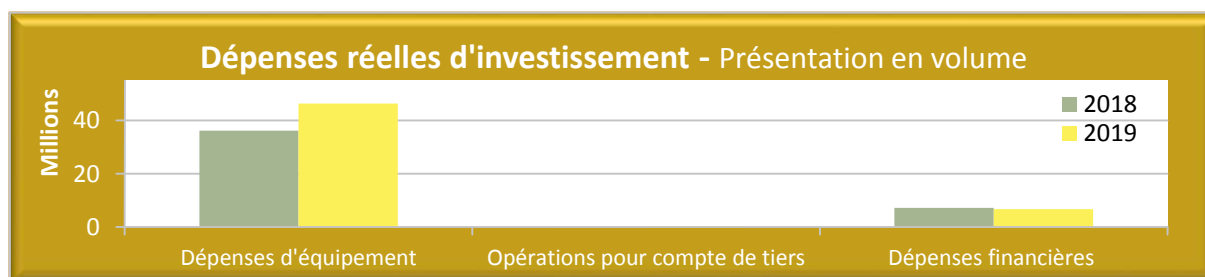 Dépenses réelles d'investissement - Présentation en volume
Millions
40
20
0
2018
2019
Dépenses d'équipement
Opérations pour compte de tiers
Dépenses financières